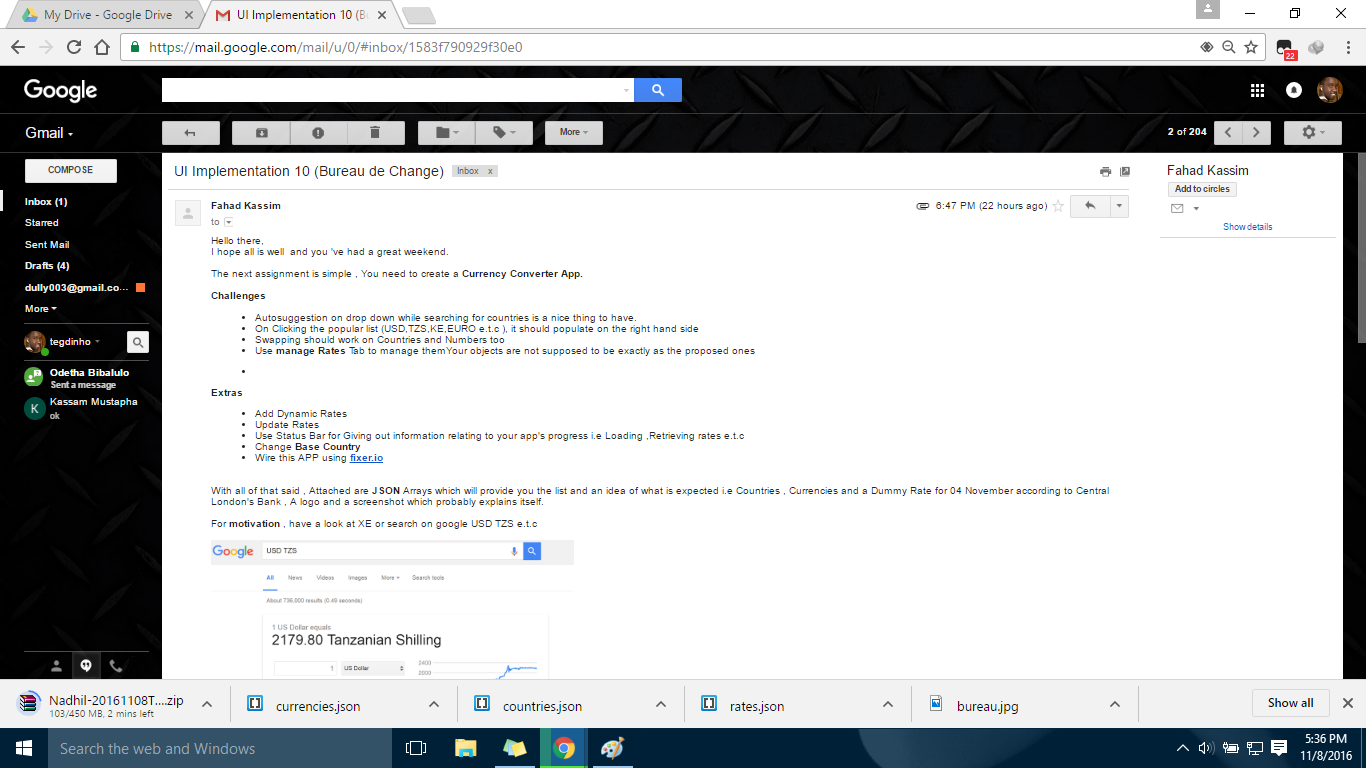 My Drive - Google Drive
UI Implementation 10 (B
https://mail.google.com/mail/u/0/#inbox/1583f790929f30e0
22
Google
Gmail
More
2 of 204
COMPOSE
Inbox (1)
Starred
Sent Mail
Drafts (4)
dully003@gmail.co...
More
tegdinho
Odetha Bibalulo
Sent a message
K
Kassam Mustapha
ok
UI Implementation 10 (Bureau de Change)
Inbox x
Fahad Kassim
6:47 PM (22 hours ago)
to
Hello there,
I hope all is well and you 've had a great weekend.
The next assignment is simple , You need to create a Currency Converter App.
Challenges
• Autosuggestion on drop down while searching for countries is a nice thing to have.
• On Clicking the popular list (USD,TZS,KE,EURO e.t.c ), it should populate on the right hand side
• Swapping should work on Countries and Numbers too
• Use manage Rates Tab to manage themYour objects are not supposed to be exactly as the proposed ones
•
Extras
• Add Dynamic Rates
• Update Rates
• Use Status Bar for Giving out information relating to your app's progress i.e Loading ,Retrieving rates e.t.c
• Change Base Country
• Wire this APP using fixer.io
With all of that said , Attached are JSON Arrays which will provide you the list and an idea of what is expected i.e Countries , Currencies and a Dummy Rate for 04 November according to Central
London's Bank , A logo and a screenshot which probably explains itself.
For motivation , have a look at XE or search on google USD TZS e.t.c
Google
USD TZS
All News Videos Images More Search tools
About 736,000 results (0.49 seconds)
1 US Dollar equals
2179.80 Tanzanian Shilling
1
US Dollar
2400
2000
Fahad Kassim
Add to circles
Show details
Nadhil-20161108T....zip
103/450 MB, 2 mins left
currencies.json
countries.json
rates.json
bureau.jpg
Show all
Search the web and Windows
5:36 PM
11/8/2016